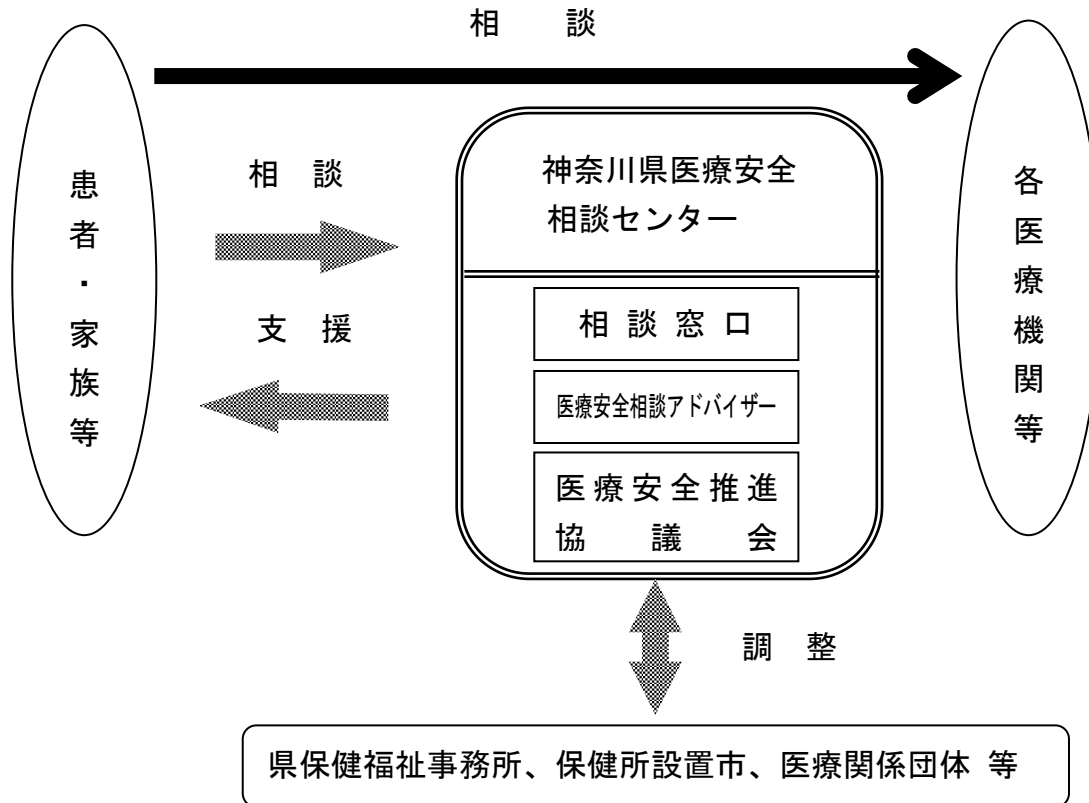 相　談
患者・家族等
相　談
支　援
神奈川県医療安全
相談センター
相談窓口
医療安全相談アドバイザー
医療安全推進
協　議　会
各医療機関等
調　整
県保健福祉事務所、保健所設置市、医療関係団体 等